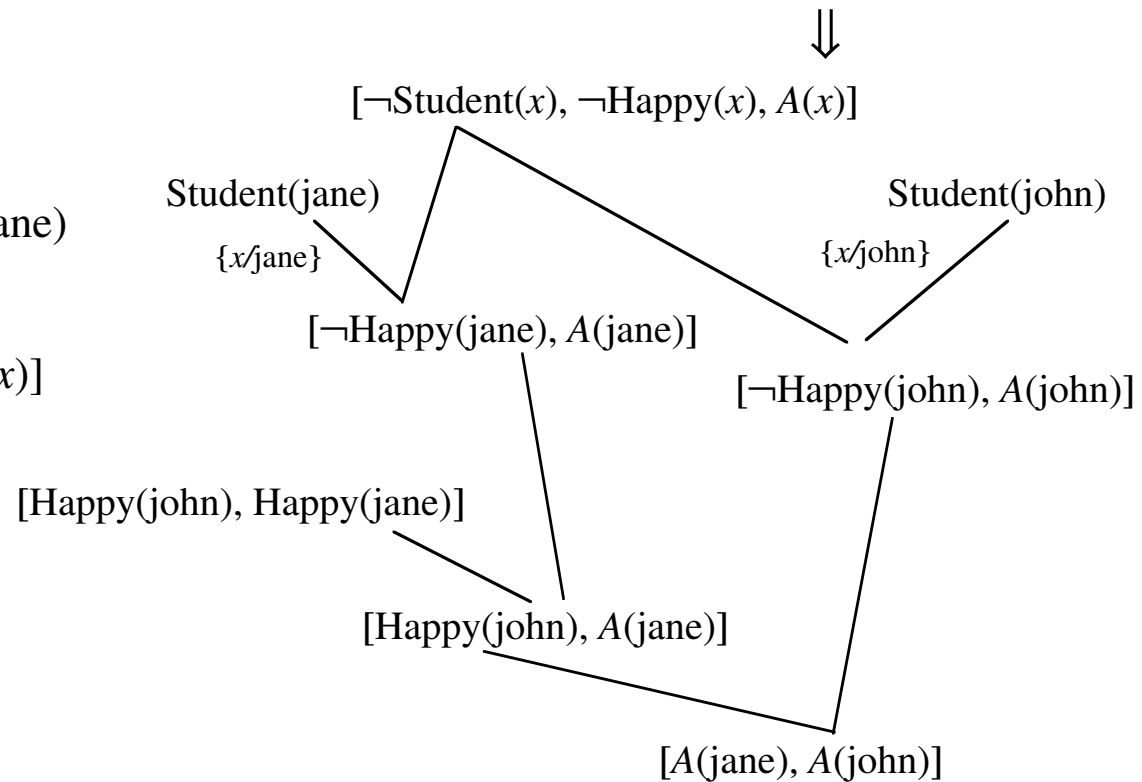 ⇓
[¬Student(x), ¬Happy(x), A(x)]
Student(jane)
Student(john)
ane)
{x/jane}
{x/john}
[¬Happy(jane), A(jane)]
x)]
[¬Happy(john), A(john)]
[Happy(john), Happy(jane)]
[Happy(john), A(jane)]
[A(jane), A(john)]